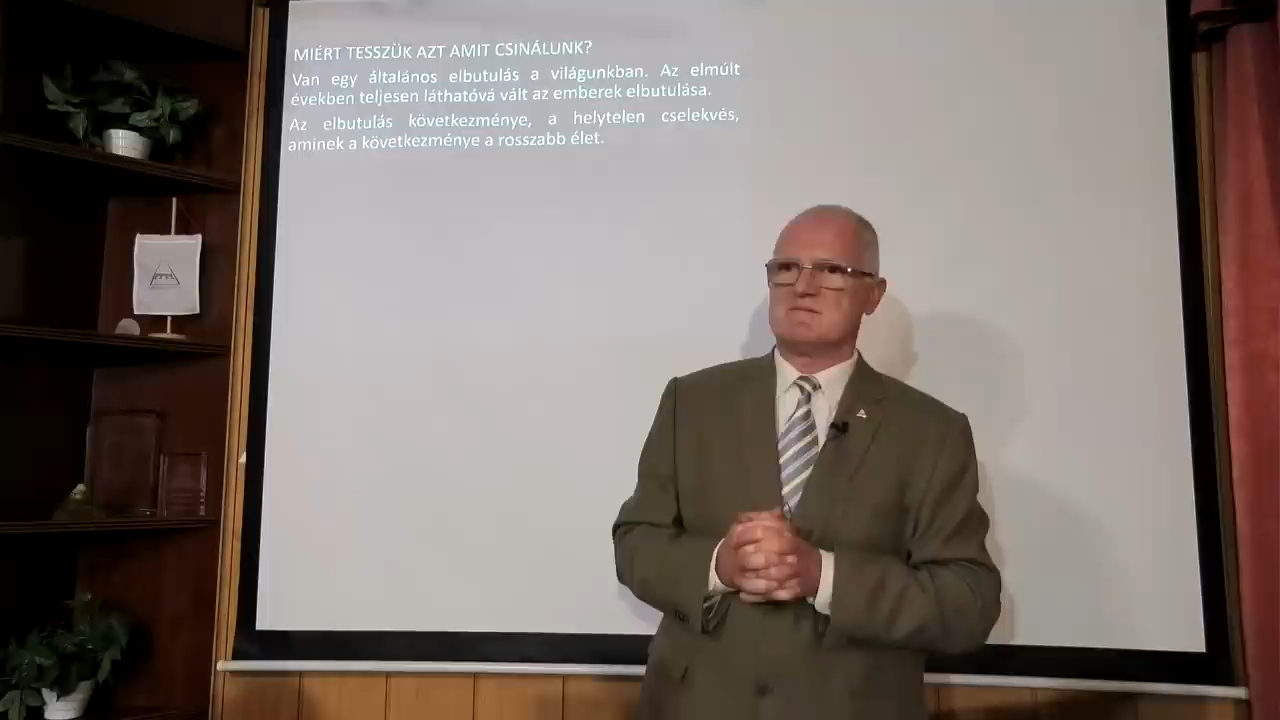 MIÉRT TESSZÜK AZT AMIT CSINÁLUNK?
Van egy általános elbutulás a világunkban. Az elmúlt
években teljesen láthatóvá vált az emberek elbutulása.
Az elbutulás következménye, a helytelen cselekvés,
aminek a következménye a rosszabb élet.